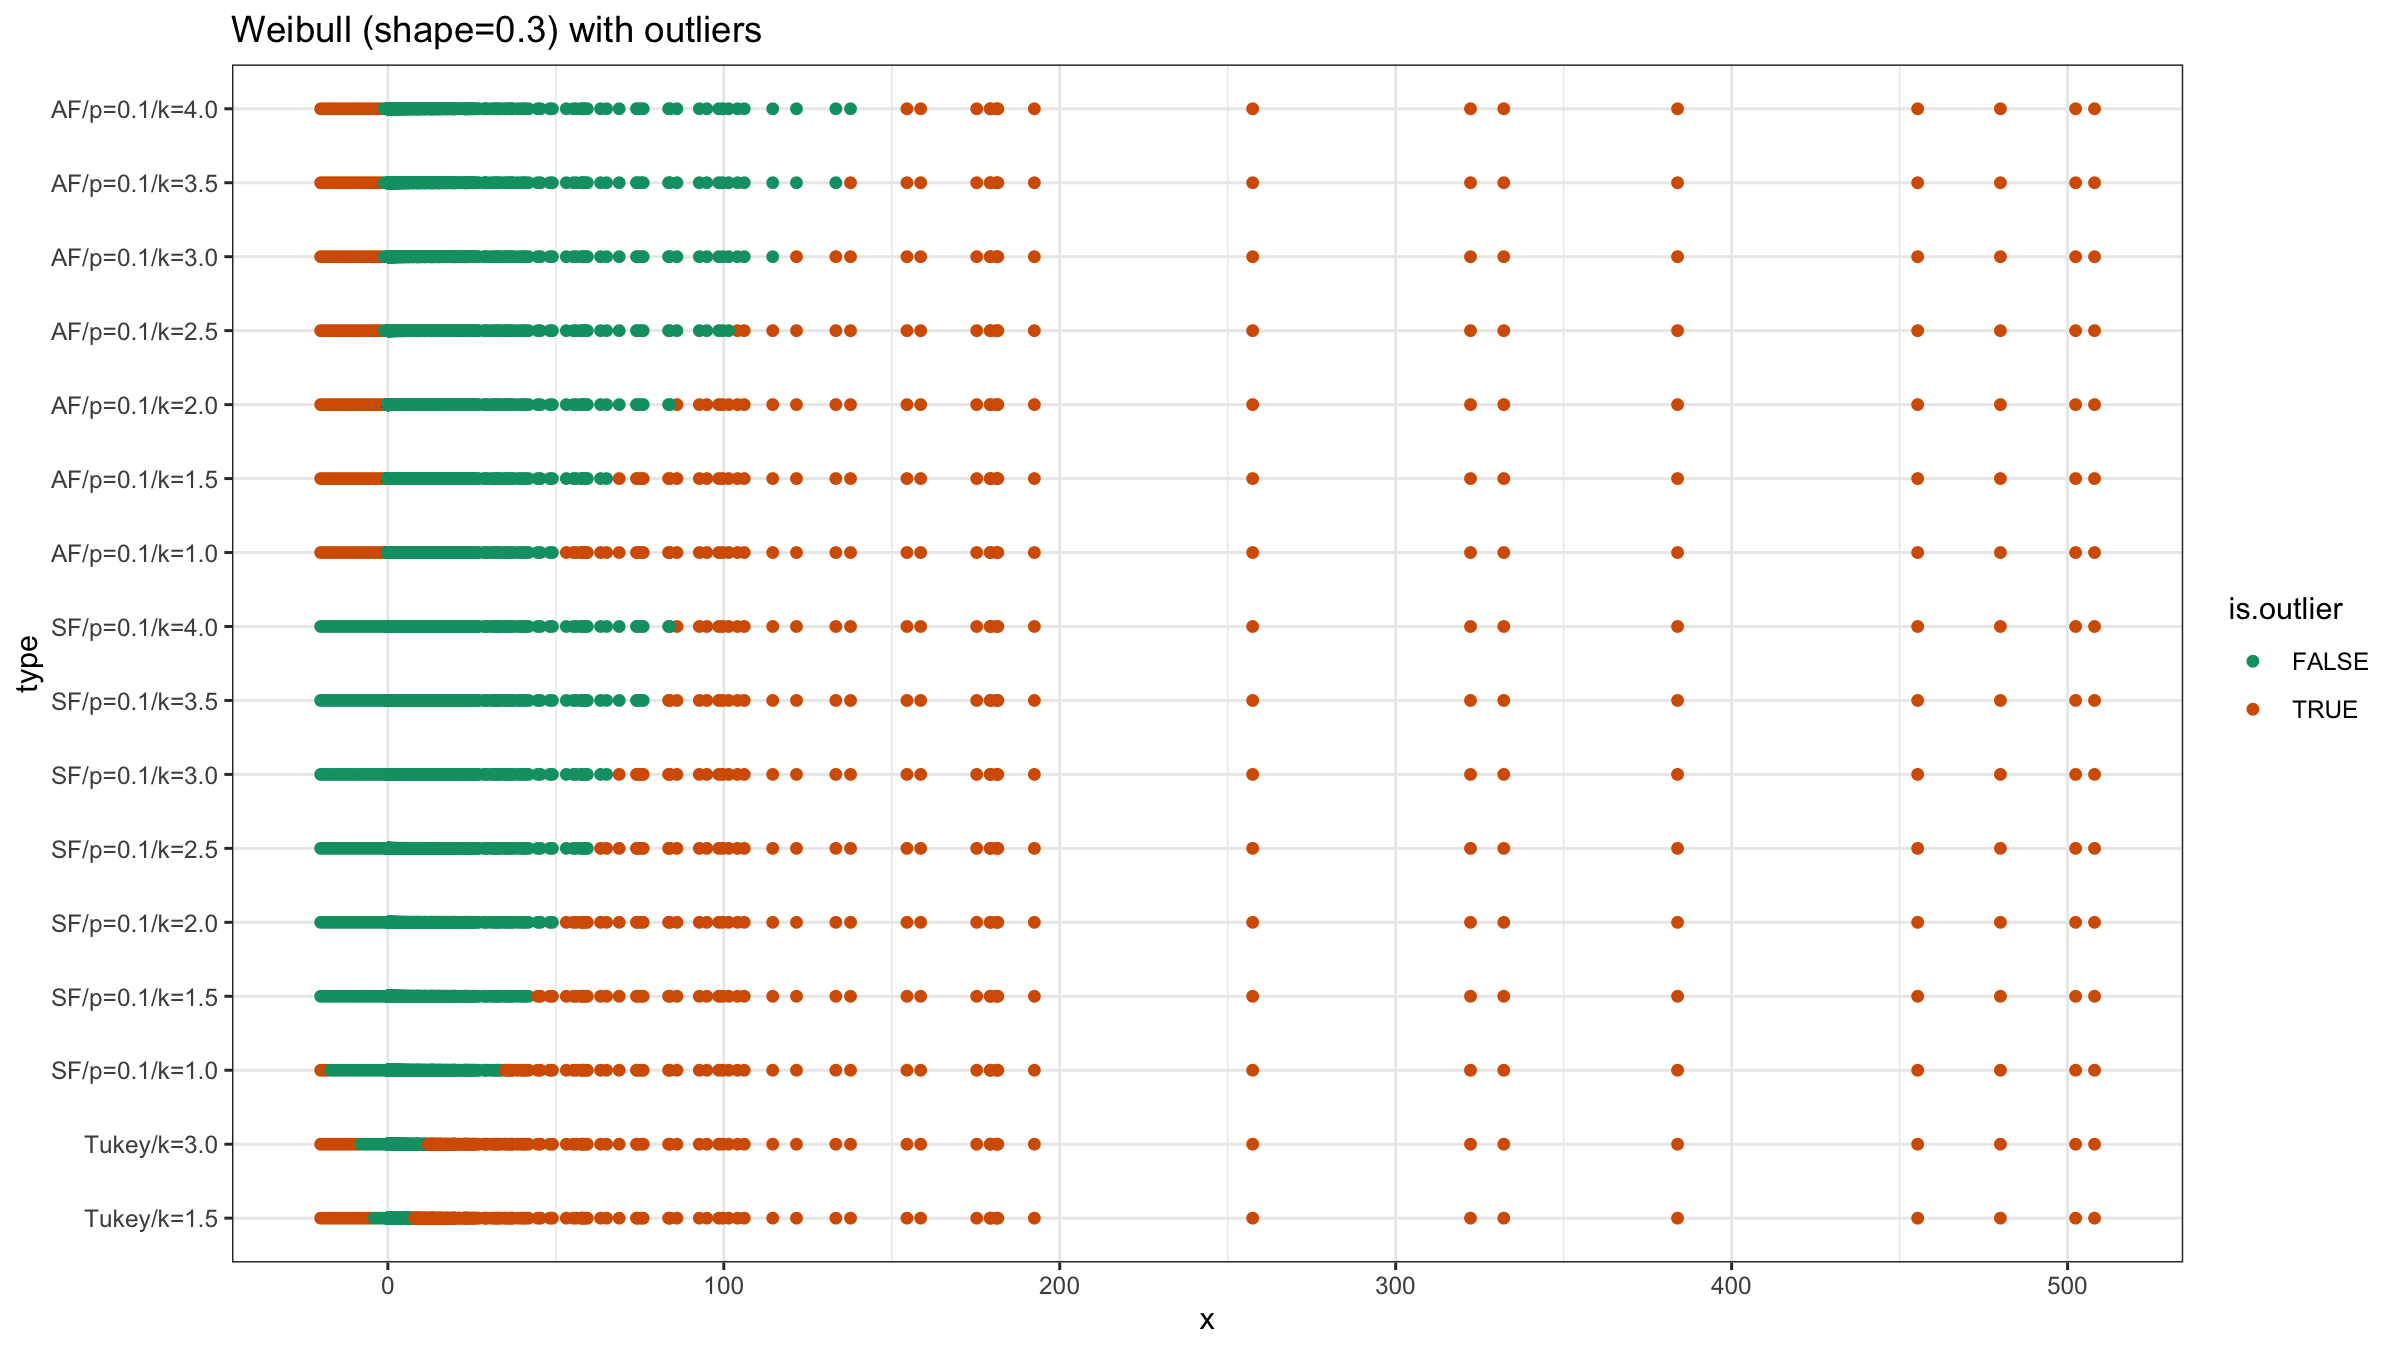 Weibull (shape=0.3) with outliers
AF/p=0.1/k=4.0
AF/p=0.1/k=3.5
AF/p=0.1/k=3.0
AF/p=0.1/k=2.5
AF/p=0.1/k=2.0
AF/p=0.1/k=1.5
AF/p=0.1/k=1.0
SF/p=0.1/k=4.0
SF/p=0.1/k=3.5
SF/p=0.1/k=3.0
SF/p=0.1/k=2.5
SF/p=0.1/k=2.0
SF/p=0.1/k=1.5
SF/p=0.1/k=1.0
Tukey/k=3.0
Tukey/k=1.5
type
0 100 200 300 400 500
x
is.outlier
FALSE
TRUE